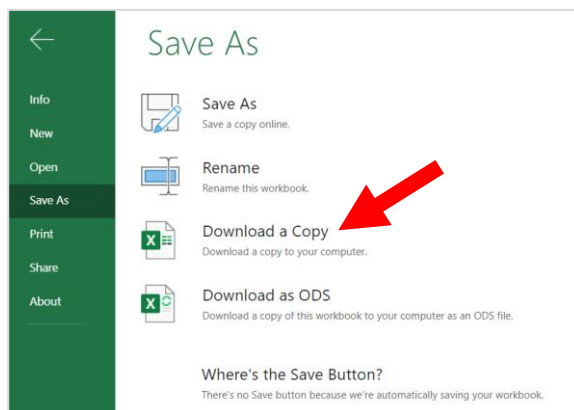 Save As
Info
New
Open
Save As
Print
Share
About
Save As
Save a copy online.
Rename
Rename this workbook.
Download a Copy
Download a copy to your computer.
Download as ODS
Download a copy of this workbook to your computer as an ODS file.
Where's the Save Button?
There's no Save button because we're automatically saving your workbook.